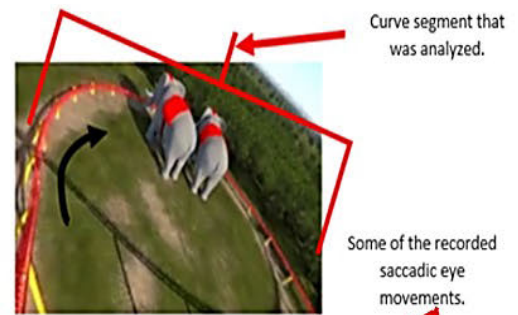 Curve segment that
was analyzed.
Some of the recorded
saccadic eye
movements.